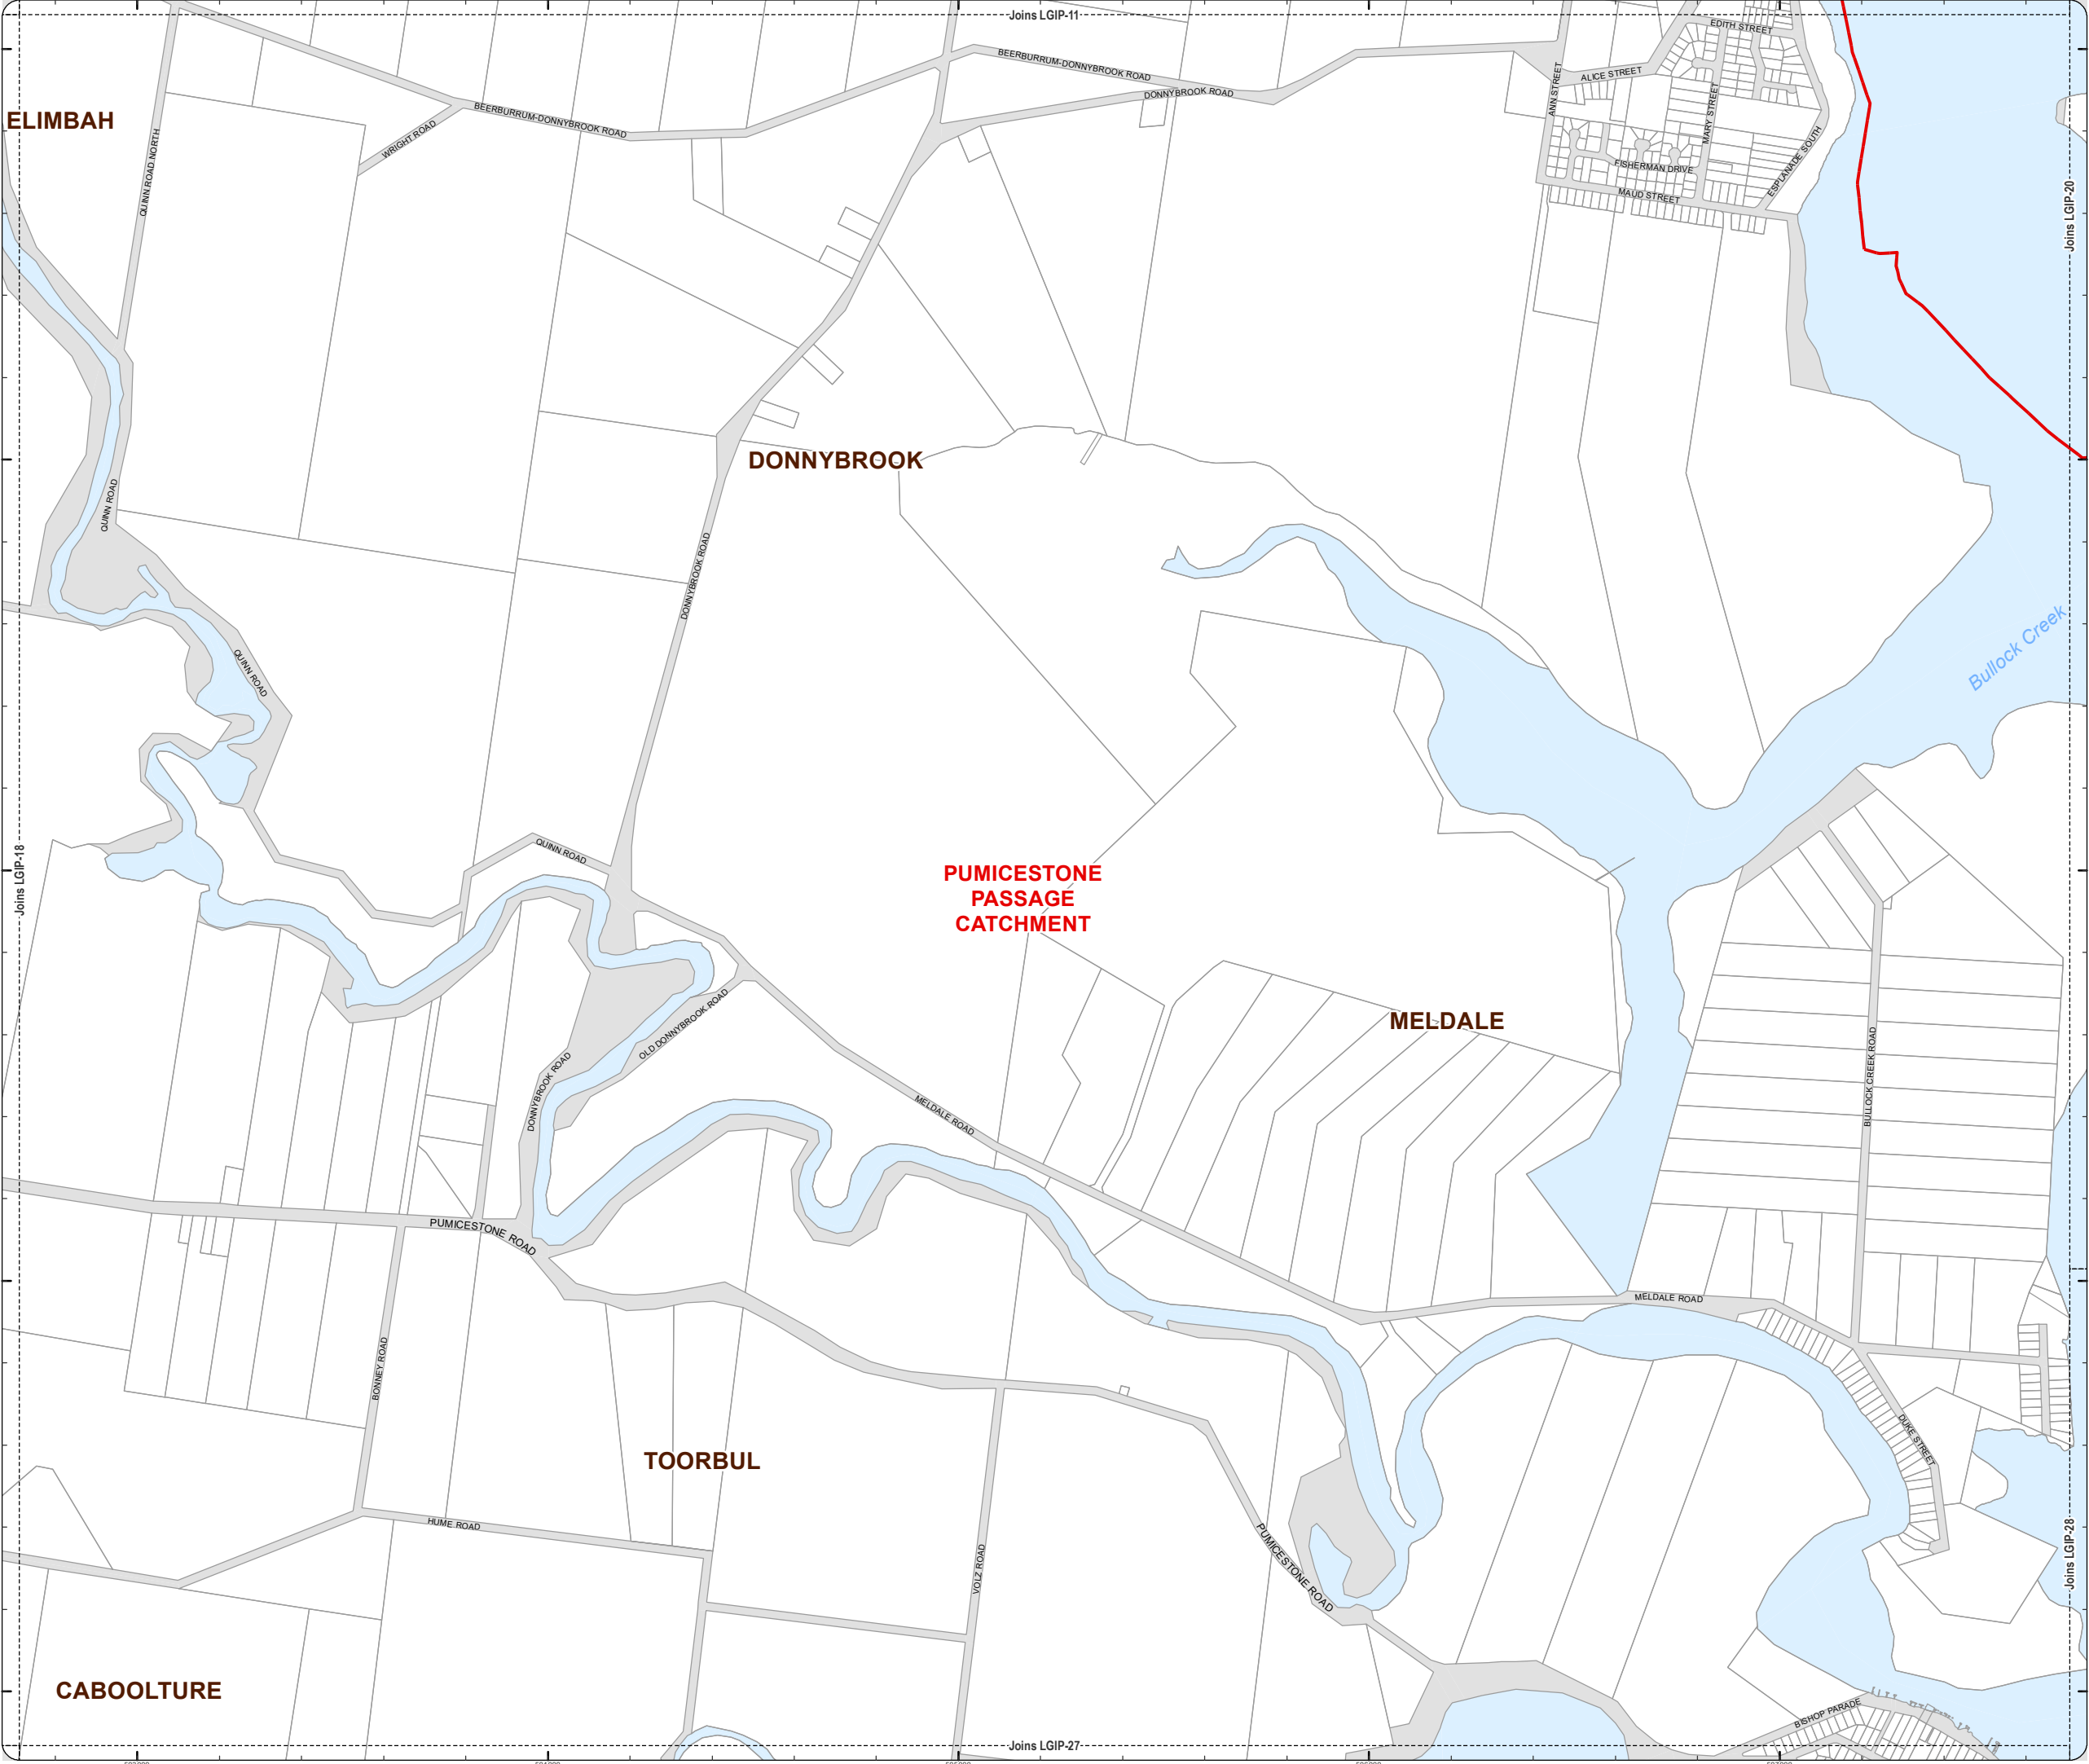 Joins LGIP-11
EDITH STREET
BEERBURRUM-DONNYBROOK ROAD
ALICE STREET
ANN STREET
DONNYBROOK ROAD
MARY STREET
ELIMBAH
BEERBURRUM-DONNYBROOK ROAD
WRIGHT ROAD
QUINN ROAD NORTH
FISHERMAN DRIVE
ESPLANADE SOUTH
MAUD STREET
Joins LGIP-20
DONNYBROOK
QUINN ROAD
DONNYBROOK ROAD
Bullock Creek
QUINN ROAD
QUINN ROAD
Joins LGIP-18
PUMICESTONE
PASSAGE
CATCHMENT
MELDALE
OLD DONNYBROOK ROAD
DONNYBROOK ROAD
MELDALE ROAD
BULLOCK CREEK ROAD
PUMICESTONE ROAD
MELDALE ROAD
BONNEY ROAD
DUKE STREET
TOORBUL
HUME ROAD
VOLZ ROAD
PUMICESTONE ROAD
Joins LGIP-28
CABOOLTURE
BISHOP PARADE
Joins LGIP-27